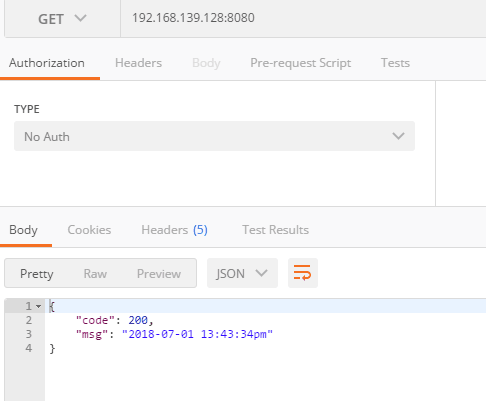 GET 192.168.139.128:8080
Authorization Headers Body Pre-request Script Tests
TYPE
No Auth
Body Cookies Headers (5) Test Results
Pretty Raw Preview JSON
1 {
2 "code": 200,
3 "msg": "2018-07-01 13:43:34pm"
4 }